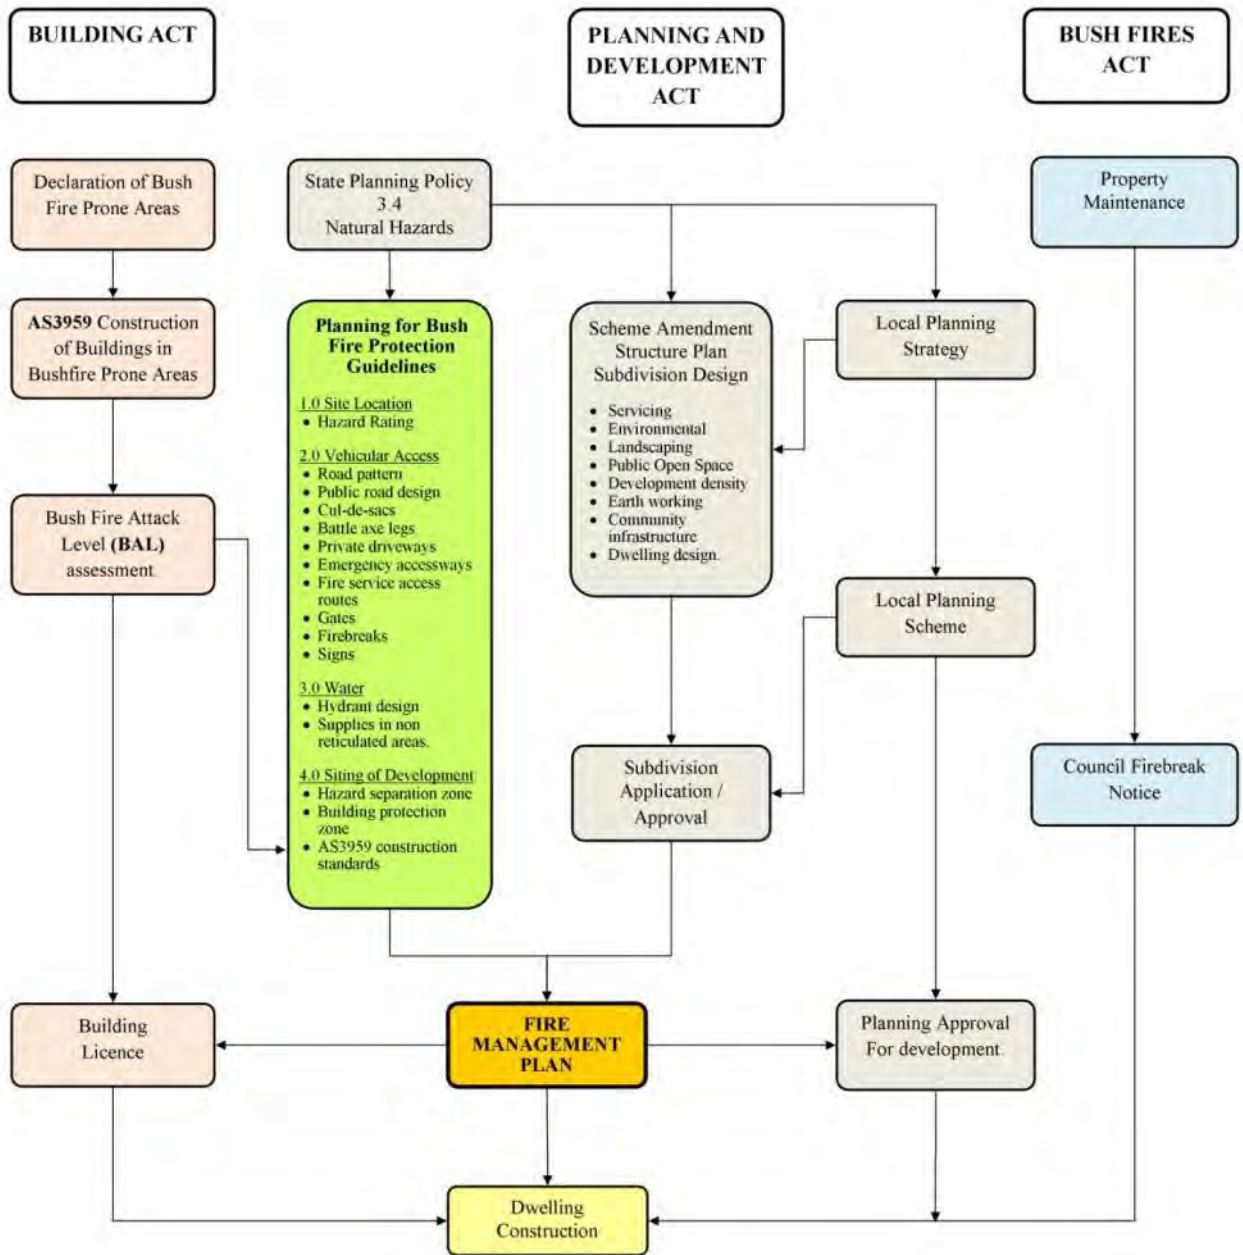 BUILDING ACT
PLANNING AND
DEVELOPMENT
ACT
BUSH FIRES
ACT
Declaration of Bush
Fire Prone Areas
State Planning Policy
3.4
Natural Hazards
Property
Maintenance
AS3959 Construction
of Buildings in
Bushfire Prone Areas
Planning for Bush
Fire Protection
Guidelines
1.0 Site Location
• Hazard Rating
2.0 Vehicular Access
• Road pattern
• Public road design
• Cul-de-sacs
• Battle axe legs
• Private driveways
• Emergency accessways
• Fire service access
routes
• Gates
• Firebreaks
• Signs
3.0 Water
• Hydrant design
• Supplies in non
reticulated areas.
4.0 Siting of Development
• Hazard separation zone
• Building protection
zone
• AS3959 construction
standards
Scheme Amendment
Structure Plan
Subdivision Design
• Servicing
• Environmental
• Landscaping
• Public Open Space
• Development density
• Earth working
• Community
infrastructure
• Dwelling design.
Local Planning
Strategy
Bush Fire Attack
Level (BAL)
assessment
Local Planning
Scheme
Subdivision
Application /
Approval
Council Firebreak
Notice
Building
Licence
FIRE
MANAGEMENT
PLAN
Planning Approval
For development
Dwelling
Construction